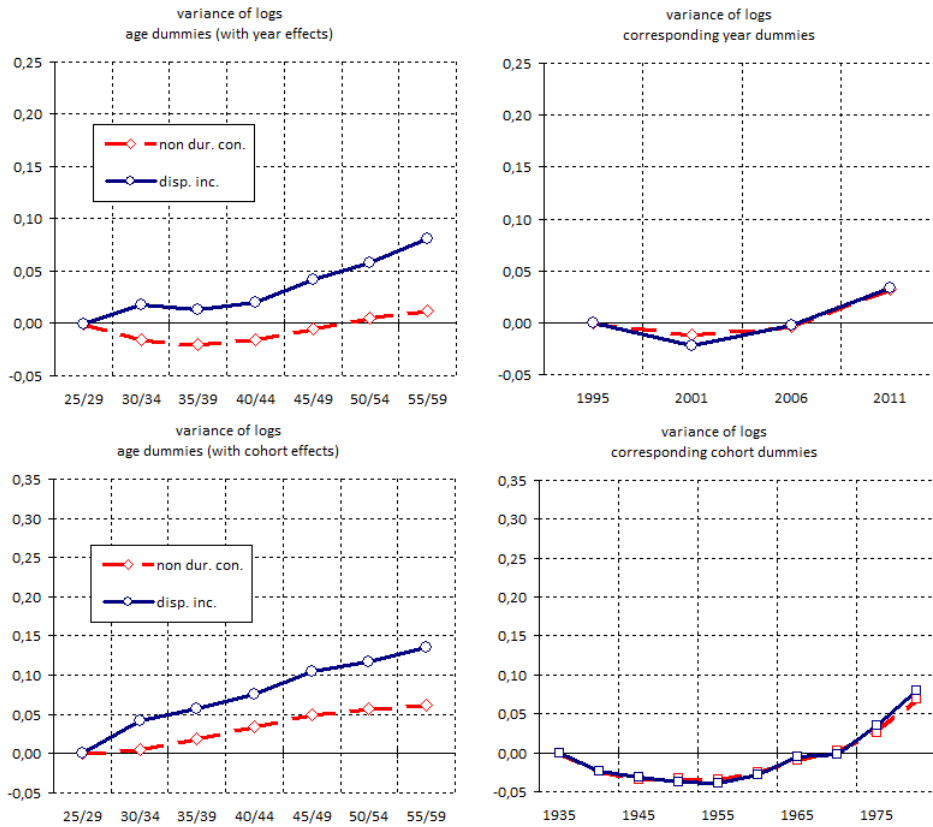 variance of logs
age dummies (with year effects)
0,25
0,20
0,15
0,10
0,05
0,00
-0,05
non dur. con.
disp. inc.
25/29 30/34 35/39 40/44 45/49 50/54 55/59
variance of logs
corresponding year dummies
0,25
0,20
0,15
0,10
0,05
0,00
-0,05
1995 2001 2006 2011
variance of logs
age dummies (with cohort effects)
0,35
0,30
0,25
0,20
0,15
0,10
0,05
0,00
-0,05
non dur. con.
disp. inc.
25/29 30/34 35/39 40/44 45/49 50/54 55/59
variance of logs
corresponding cohort dummies
0,35
0,30
0,25
0,20
0,15
0,10
0,05
0,00
-0,05
1935 1945 1955 1965 1975